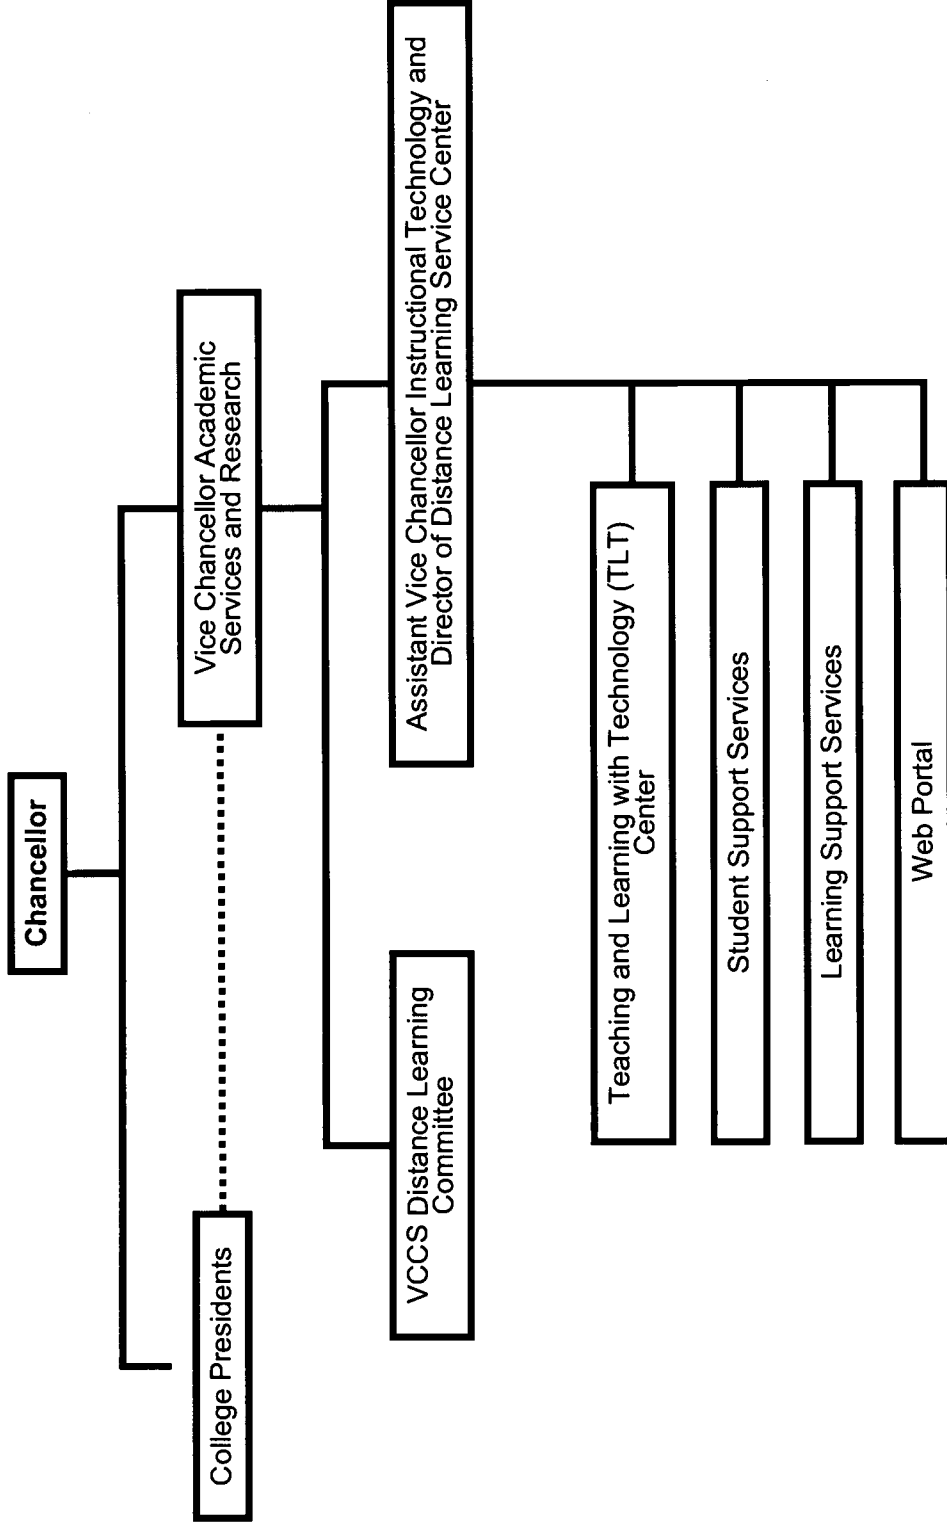 Chancellor
College Presidents
Vice Chancellor Academic
Services and Research
VCCS Distance Learning
Committee
Assistant Vice Chancellor Instructional Technology and
Director of Distance Learning Service Center
Teaching and Learning with Technology (TLT)
Center
Student Support Services
Learning Support Services
Web Portal